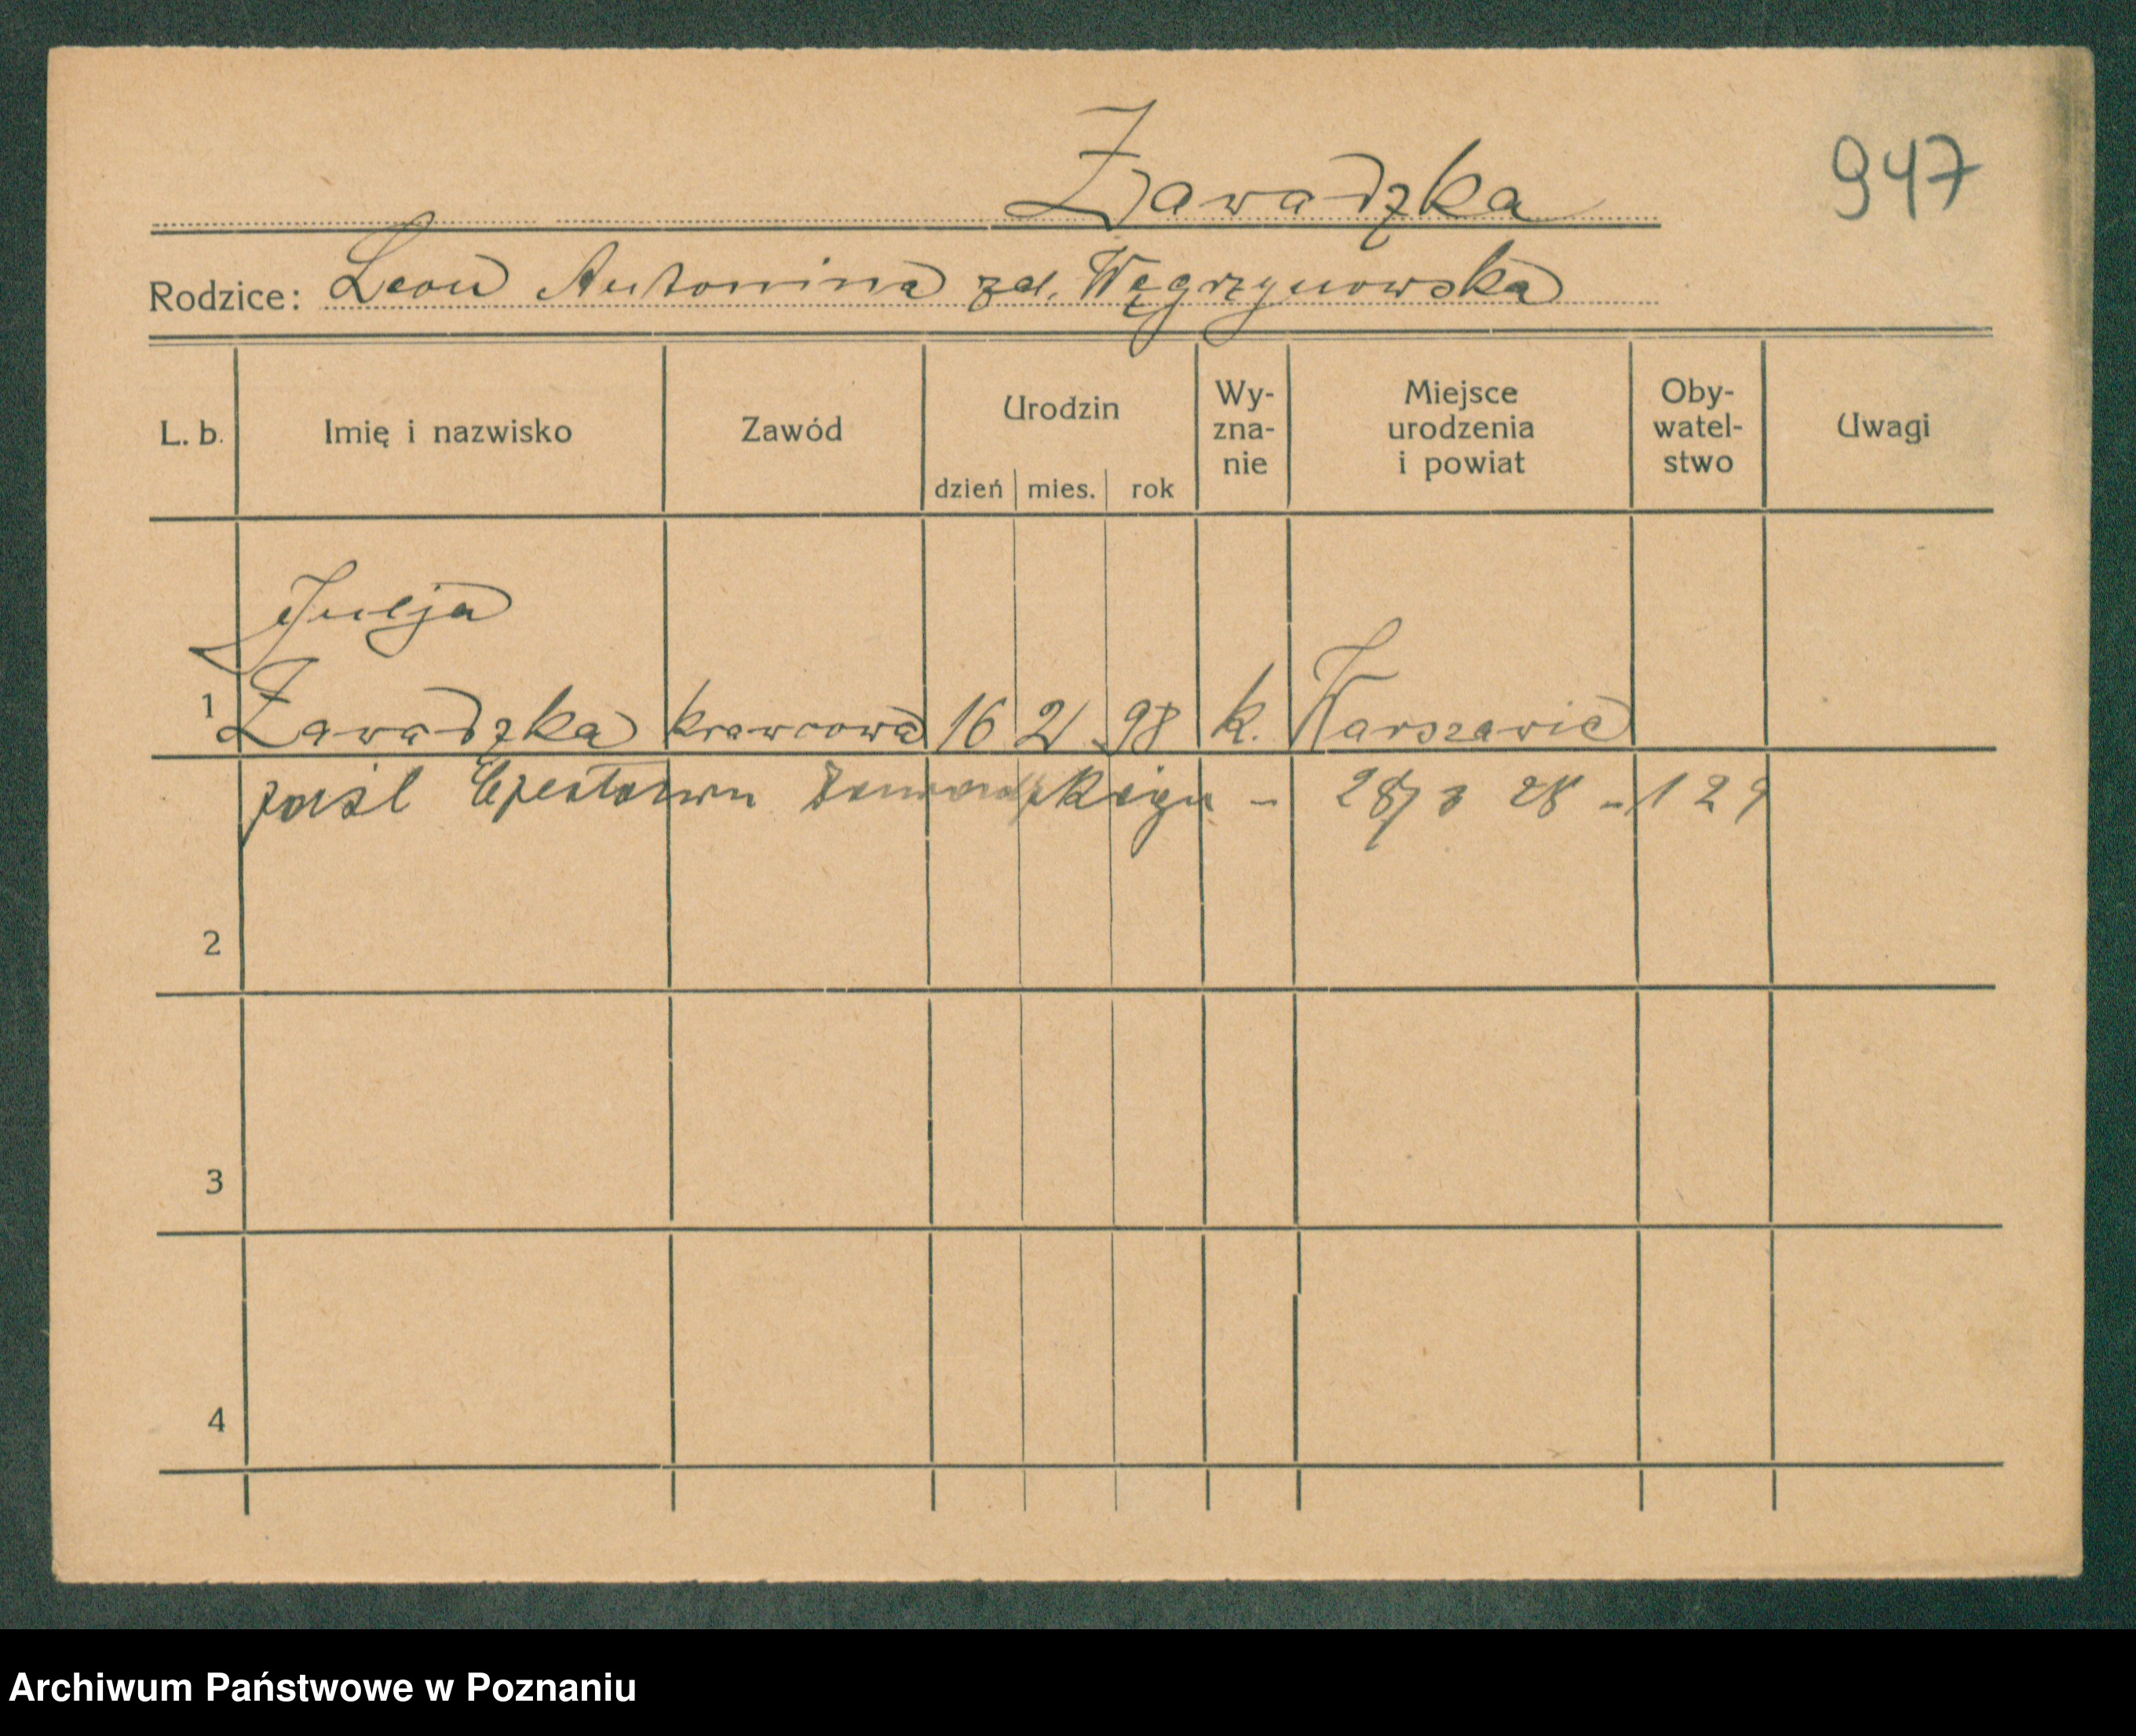 Zawadzka
947
Rodzice: Leon Antonina zd. Węgrzynowska
L. b. Imię i nazwisko Zawód Urodzin dzień mies. rok Wy-zna-nie Miejsce urodzenia i powiat Oby-watel-stwo Uwagi
Julja
1 Zawadzka krawcowa 16 2 98 k. Warszawie
28 – 129
2
3
4
Archiwum Państwowe w Poznaniu